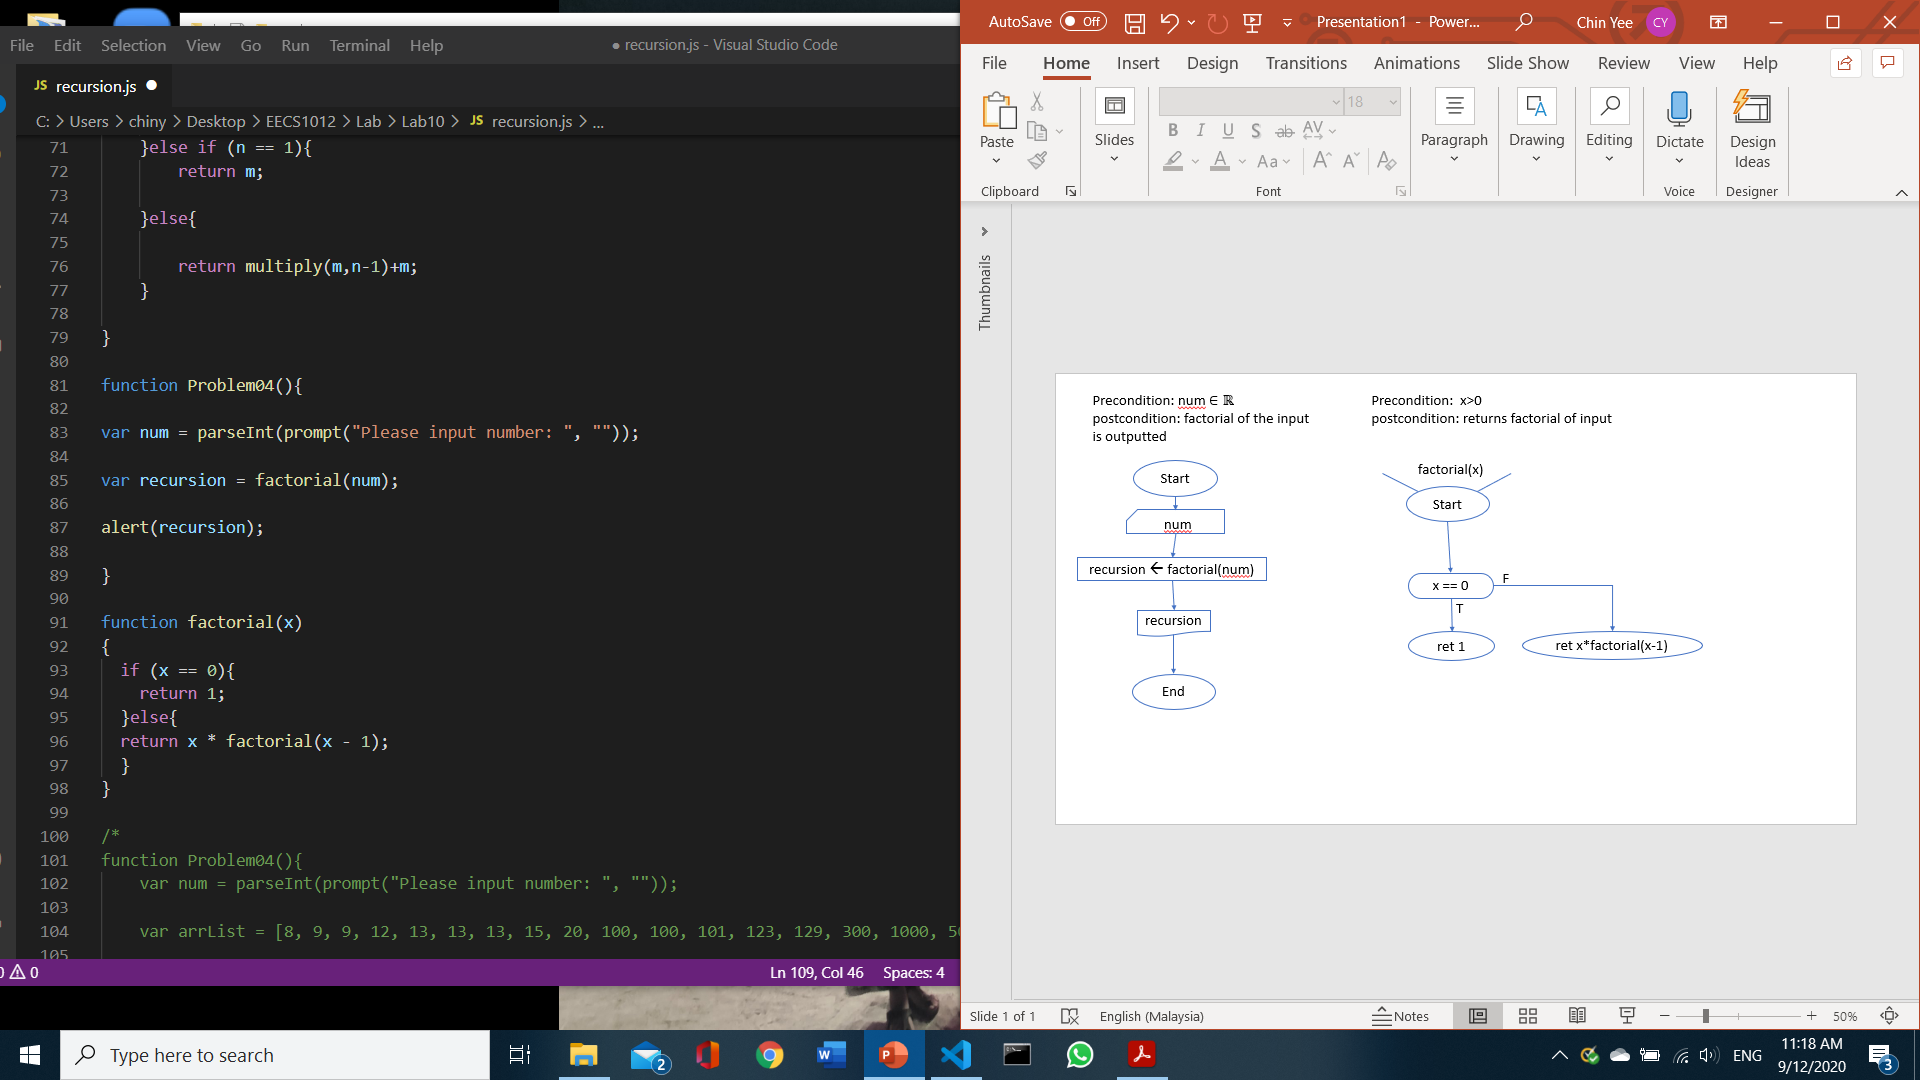 File Edit Selection View Go Run Terminal Help
● recursion.js - Visual Studio Code
JS recursion.js ●
C: > Users > chiny > Desktop > EECS1012 > Lab > Lab10 > JS recursion.js > ...
71 }else if (n == 1){
72 return m;
73
74 }else{
75
76 return multiply(m,n-1)+m;
77 }
78
79 }
80
81 function Problem04(){
82
83 var num = parseInt(prompt("Please input number: ", ""));
84
85 var recursion = factorial(num);
86
87 alert(recursion);
88
89 }
90
91 function factorial(x)
92 {
93 if (x == 0){
94 return 1;
95 }else{
96 return x * factorial(x - 1);
97 }
98 }
99
100 /*
101 function Problem04(){
102 var num = parseInt(prompt("Please input number: ", ""));
103
104 var arrList = [8, 9, 9, 12, 13, 13, 13, 15, 20, 100, 100, 101, 123, 129, 300, 1000,
105
0
Ln 109, Col 46 Spaces: 4
AutoSave Off
Presentation1 - Power...
Chin Yee CY
File Home Insert Design Transitions Animations Slide Show Review View Help
Paste
Slides
18
B I U S ab AV
A Aa A A A
Paragraph
Drawing
Editing
Dictate
Design
Ideas
Clipboard
Font
Voice
Designer
Thumbnails
Precondition: num ∈ ℝ
postcondition: factorial of the input
is outputted
Start
num
recursion ← factorial(num)
recursion
End
Precondition: x>0
postcondition: returns factorial of input
factorial(x)
Start
x == 0
F
T
ret 1
ret x*factorial(x-1)
Slide 1 of 1
English (Malaysia)
Notes
50%
Type here to search
2
W
P
ENG
11:18 AM
9/12/2020
3